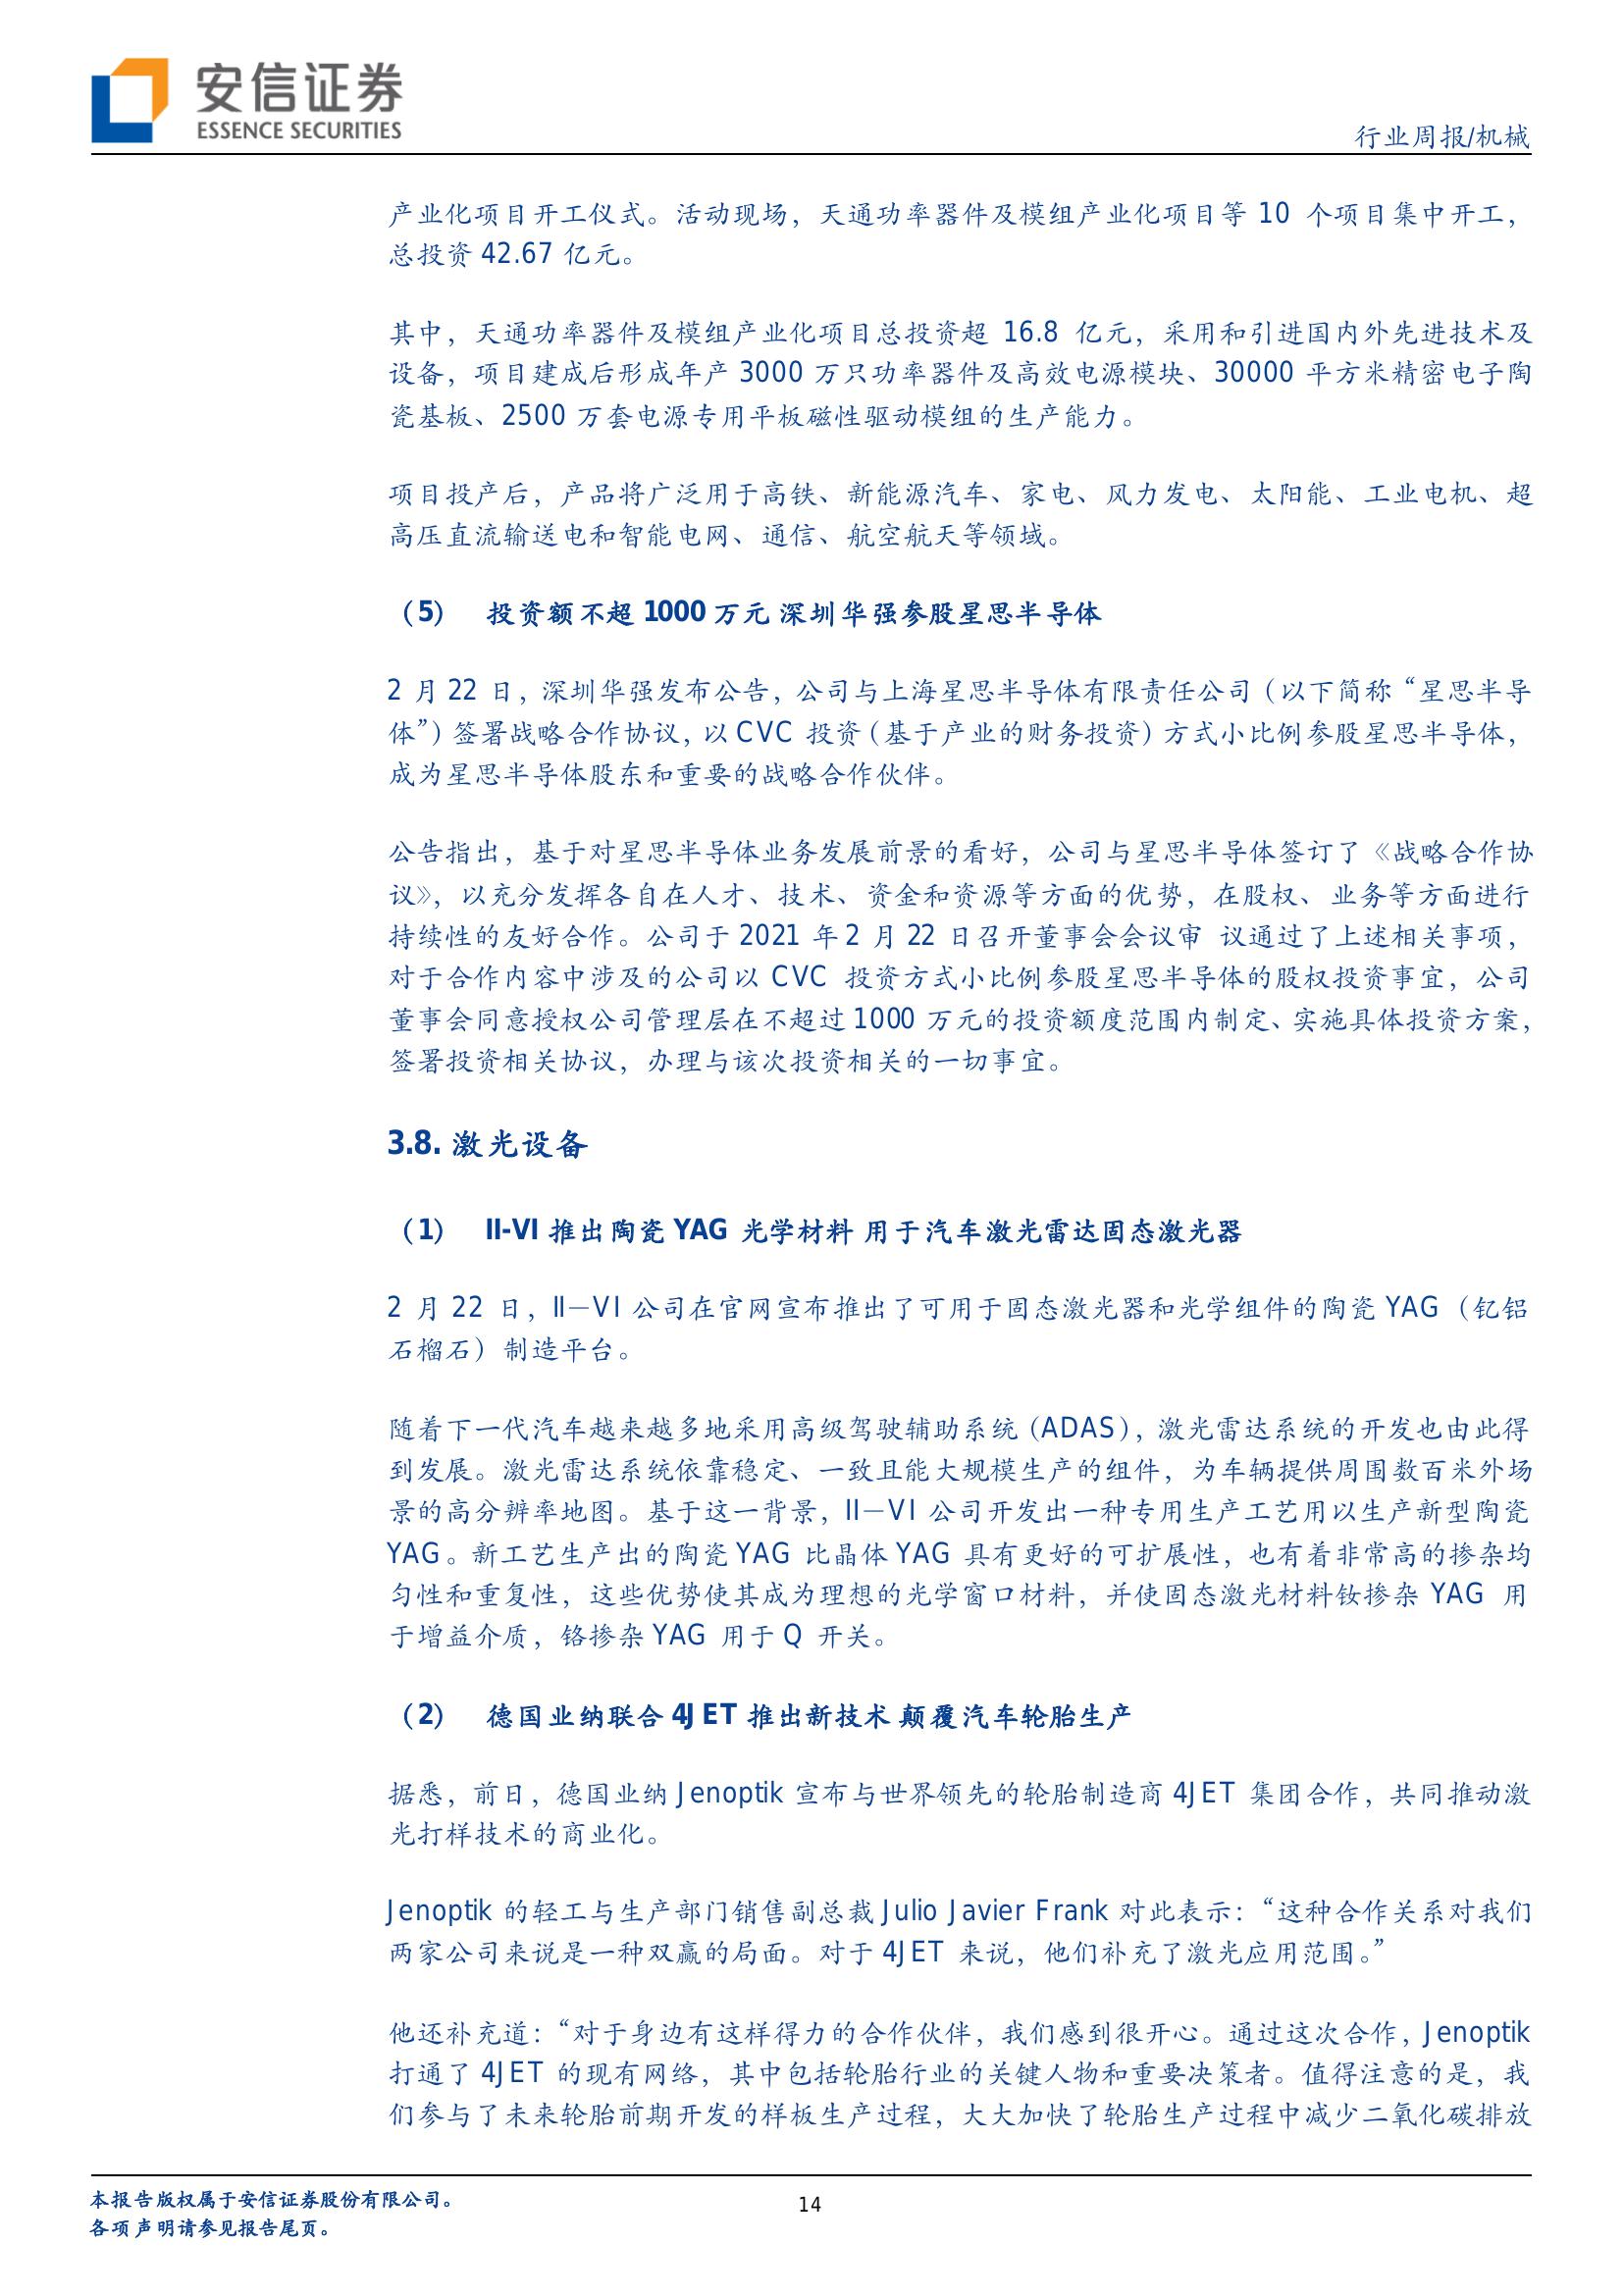 安信证券
ESSENCE SECURITIES
行业周报/机械
产业化项目开工仪式。活动现场，天通功率器件及模组产业化项目等 10 个项目集中开工，
总投资 42.67 亿元。
其中，天通功率器件及模组产业化项目总投资超 16.8 亿元，采用和引进国内外先进技术及
设备，项目建成后形成年产 3000 万只功率器件及高效电源模块、30000 平方米精密电子陶
瓷基板、2500 万套电源专用平板磁性驱动模组的生产能力。
项目投产后，产品将广泛用于高铁、新能源汽车、家电、风力发电、太阳能、工业电机、超
高压直流输送电和智能电网、通信、航空航天等领域。
（5） 投资额不超 1000 万元 深圳华强参股星思半导体
2 月 22 日，深圳华强发布公告，公司与上海星思半导体有限责任公司（以下简称“星思半导
体”）签署战略合作协议，以 CVC 投资（基于产业的财务投资）方式小比例参股星思半导体，
成为星思半导体股东和重要的战略合作伙伴。
公告指出，基于对星思半导体业务发展前景的看好，公司与星思半导体签订了《战略合作协
议》，以充分发挥各自在人才、技术、资金和资源等方面的优势，在股权、 业务等方面进行
持续性的友好合作。公司于 2021 年 2 月 22 日召开董事会会议审 议通过了上述相关事项，
对于合作内容中涉及的公司以 CVC 投资方式小比例参股星思半导体的股权投资事宜，公司
董事会同意授权公司管理层在不超过 1000 万元的投资额度范围内制定、实施具体投资方案，
签署投资相关协议，办理与该次投资相关的一切事宜。
3.8. 激光设备
（1） II-VI 推出陶瓷 YAG 光学材料 用于汽车激光雷达固态激光器
2 月 22 日，II－VI 公司在官网宣布推出了可用于固态激光器和光学组件的陶瓷 YAG（钇铝
石榴石）制造平台。
随着下一代汽车越来越多地采用高级驾驶辅助系统（ADAS），激光雷达系统的开发也由此得
到发展。激光雷达系统依靠稳定、一致且能大规模生产的组件，为车辆提供周围数百米外场
景的高分辨率地图。基于这一背景，II－VI 公司开发出一种专用生产工艺用以生产新型陶瓷
YAG。新工艺生产出的陶瓷 YAG 比晶体 YAG 具有更好的可扩展性，也有着非常高的掺杂均
匀性和重复性，这些优势使其成为理想的光学窗口材料，并使固态激光材料钕掺杂 YAG 用
于增益介质，铬掺杂 YAG 用于 Q 开关。
（2） 德国业纳联合 4JET 推出新技术 颠覆汽车轮胎生产
据悉，前日，德国业纳 Jenoptik 宣布与世界领先的轮胎制造商 4JET 集团合作，共同推动激
光打样技术的商业化。
Jenoptik 的轻工与生产部门销售副总裁 Julio Javier Frank 对此表示：“这种合作关系对我们
两家公司来说是一种双赢的局面。对于 4JET 来说，他们补充了激光应用范围。”
他还补充道：“对于身边有这样得力的合作伙伴，我们感到很开心。通过这次合作，Jenoptik
打通了 4JET 的现有网络，其中包括轮胎行业的关键人物和重要决策者。值得注意的是，我
们参与了未来轮胎前期开发的样板生产过程，大大加快了轮胎生产过程中减少二氧化碳排放
本报告版权属于安信证券股份有限公司。
14
各项声明请参见报告尾页。